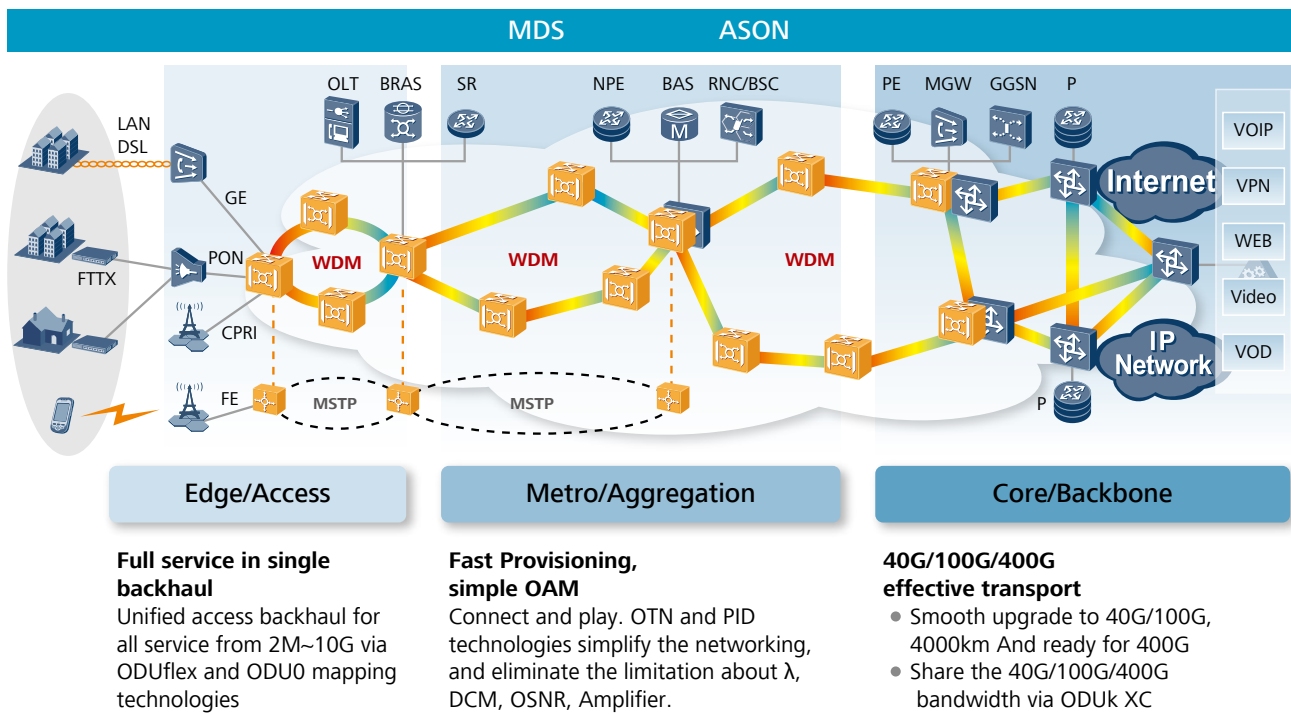 MDS ASON
OLT BRAS SR NPE BAS RNC/BSC PE MGW GGSN P
LAN
DSL
VOIP
M
GE
Internet
VPN
PON
WDM
WDM
WDM
WEB
FTTX
Video
CPRI
IP
Network
VOD
FE
MSTP
MSTP
P
Edge/Access
Metro/Aggregation
Core/Backbone
Full service in single
backhaul
Unified access backhaul for
all service from 2M~10G via
ODUflex and ODU0 mapping
technologies
Fast Provisioning,
simple OAM
Connect and play. OTN and PID
technologies simplify the networking,
and eliminate the limitation about λ,
DCM, OSNR, Amplifier.
40G/100G/400G
effective transport
● Smooth upgrade to 40G/100G,
4000km And ready for 400G
● Share the 40G/100G/400G
bandwidth via ODUk XC